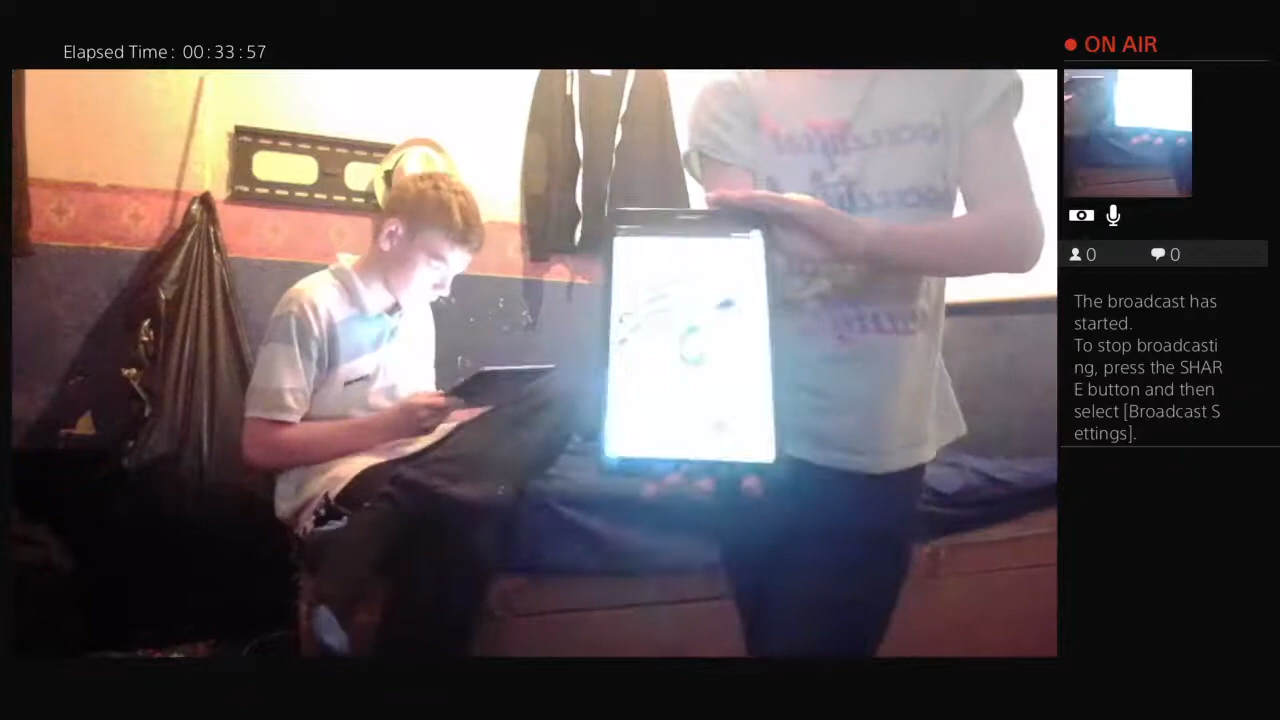 Elapsed Time: 00:33:57
ON AIR
0
0
The broadcast has
started.
To stop broadcasti
ng, press the SHAR
E button and then
select [Broadcast S
ettings].